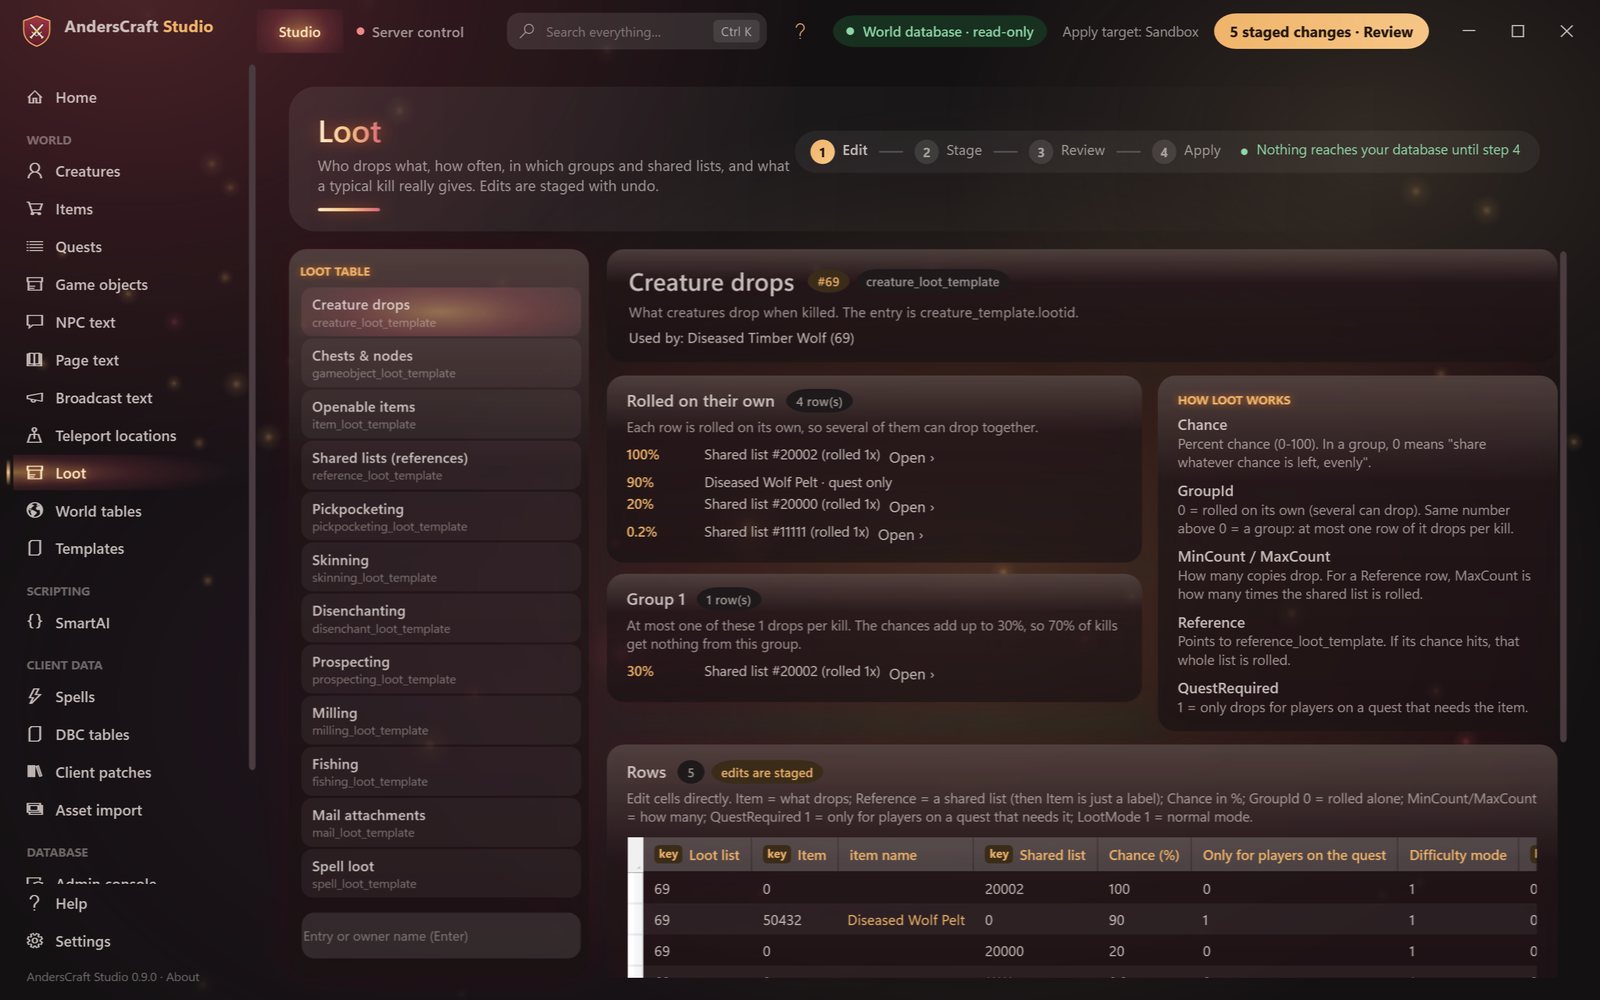 AndersCraft Studio
Studio
Server control
Search everything...
Ctrl K
?
World database · read-only
Apply target: Sandbox
5 staged changes · Review
Home
WORLD
Creatures
Items
Quests
Game objects
NPC text
Page text
Broadcast text
Teleport locations
Loot
World tables
Templates
SCRIPTING
SmartAI
CLIENT DATA
Spells
DBC tables
Client patches
Asset import
DATABASE
Admin console
? Help
Settings
AndersCraft Studio 0.9.0 · About
Loot
Who drops what, how often, in which groups and shared lists, and what
a typical kill really gives. Edits are staged with undo.
1 Edit — 2 Stage — 3 Review — 4 Apply
Nothing reaches your database until step 4
LOOT TABLE
Creature drops
creature_loot_template
Chests & nodes
gameobject_loot_template
Openable items
item_loot_template
Shared lists (references)
reference_loot_template
Pickpocketing
pickpocketing_loot_template
Skinning
skinning_loot_template
Disenchanting
disenchant_loot_template
Prospecting
prospecting_loot_template
Milling
milling_loot_template
Fishing
fishing_loot_template
Mail attachments
mail_loot_template
Spell loot
spell_loot_template
Entry or owner name (Enter)
Creature drops #69 creature_loot_template
What creatures drop when killed. The entry is creature_template.lootid.
Used by: Diseased Timber Wolf (69)
Rolled on their own 4 row(s)
Each row is rolled on its own, so several of them can drop together.
100% Shared list #20002 (rolled 1x) Open ›
90% Diseased Wolf Pelt · quest only
20% Shared list #20000 (rolled 1x) Open ›
0.2% Shared list #11111 (rolled 1x) Open ›
Group 1 1 row(s)
At most one of these 1 drops per kill. The chances add up to 30%, so 70% of kills
get nothing from this group.
30% Shared list #20002 (rolled 1x) Open ›
HOW LOOT WORKS
Chance
Percent chance (0-100). In a group, 0 means "share
whatever chance is left, evenly".
GroupId
0 = rolled on its own (several can drop). Same number
above 0 = a group: at most one row of it drops per kill.
MinCount / MaxCount
How many copies drop. For a Reference row, MaxCount is
how many times the shared list is rolled.
Reference
Points to reference_loot_template. If its chance hits, that
whole list is rolled.
QuestRequired
1 = only drops for players on a quest that needs the item.
Rows 5 edits are staged
Edit cells directly. Item = what drops; Reference = a shared list (then Item is just a label); Chance in %; GroupId 0 = rolled alone; MinCount/MaxCount
= how many; QuestRequired 1 = only for players on a quest that needs it; LootMode 1 = normal mode.
key Loot list key Item item name key Shared list Chance (%) Only for players on the quest Difficulty mode
69 0 20002 100 0 1 0
69 50432 Diseased Wolf Pelt 0 90 1 1 0
69 0 20000 20 0 1 0